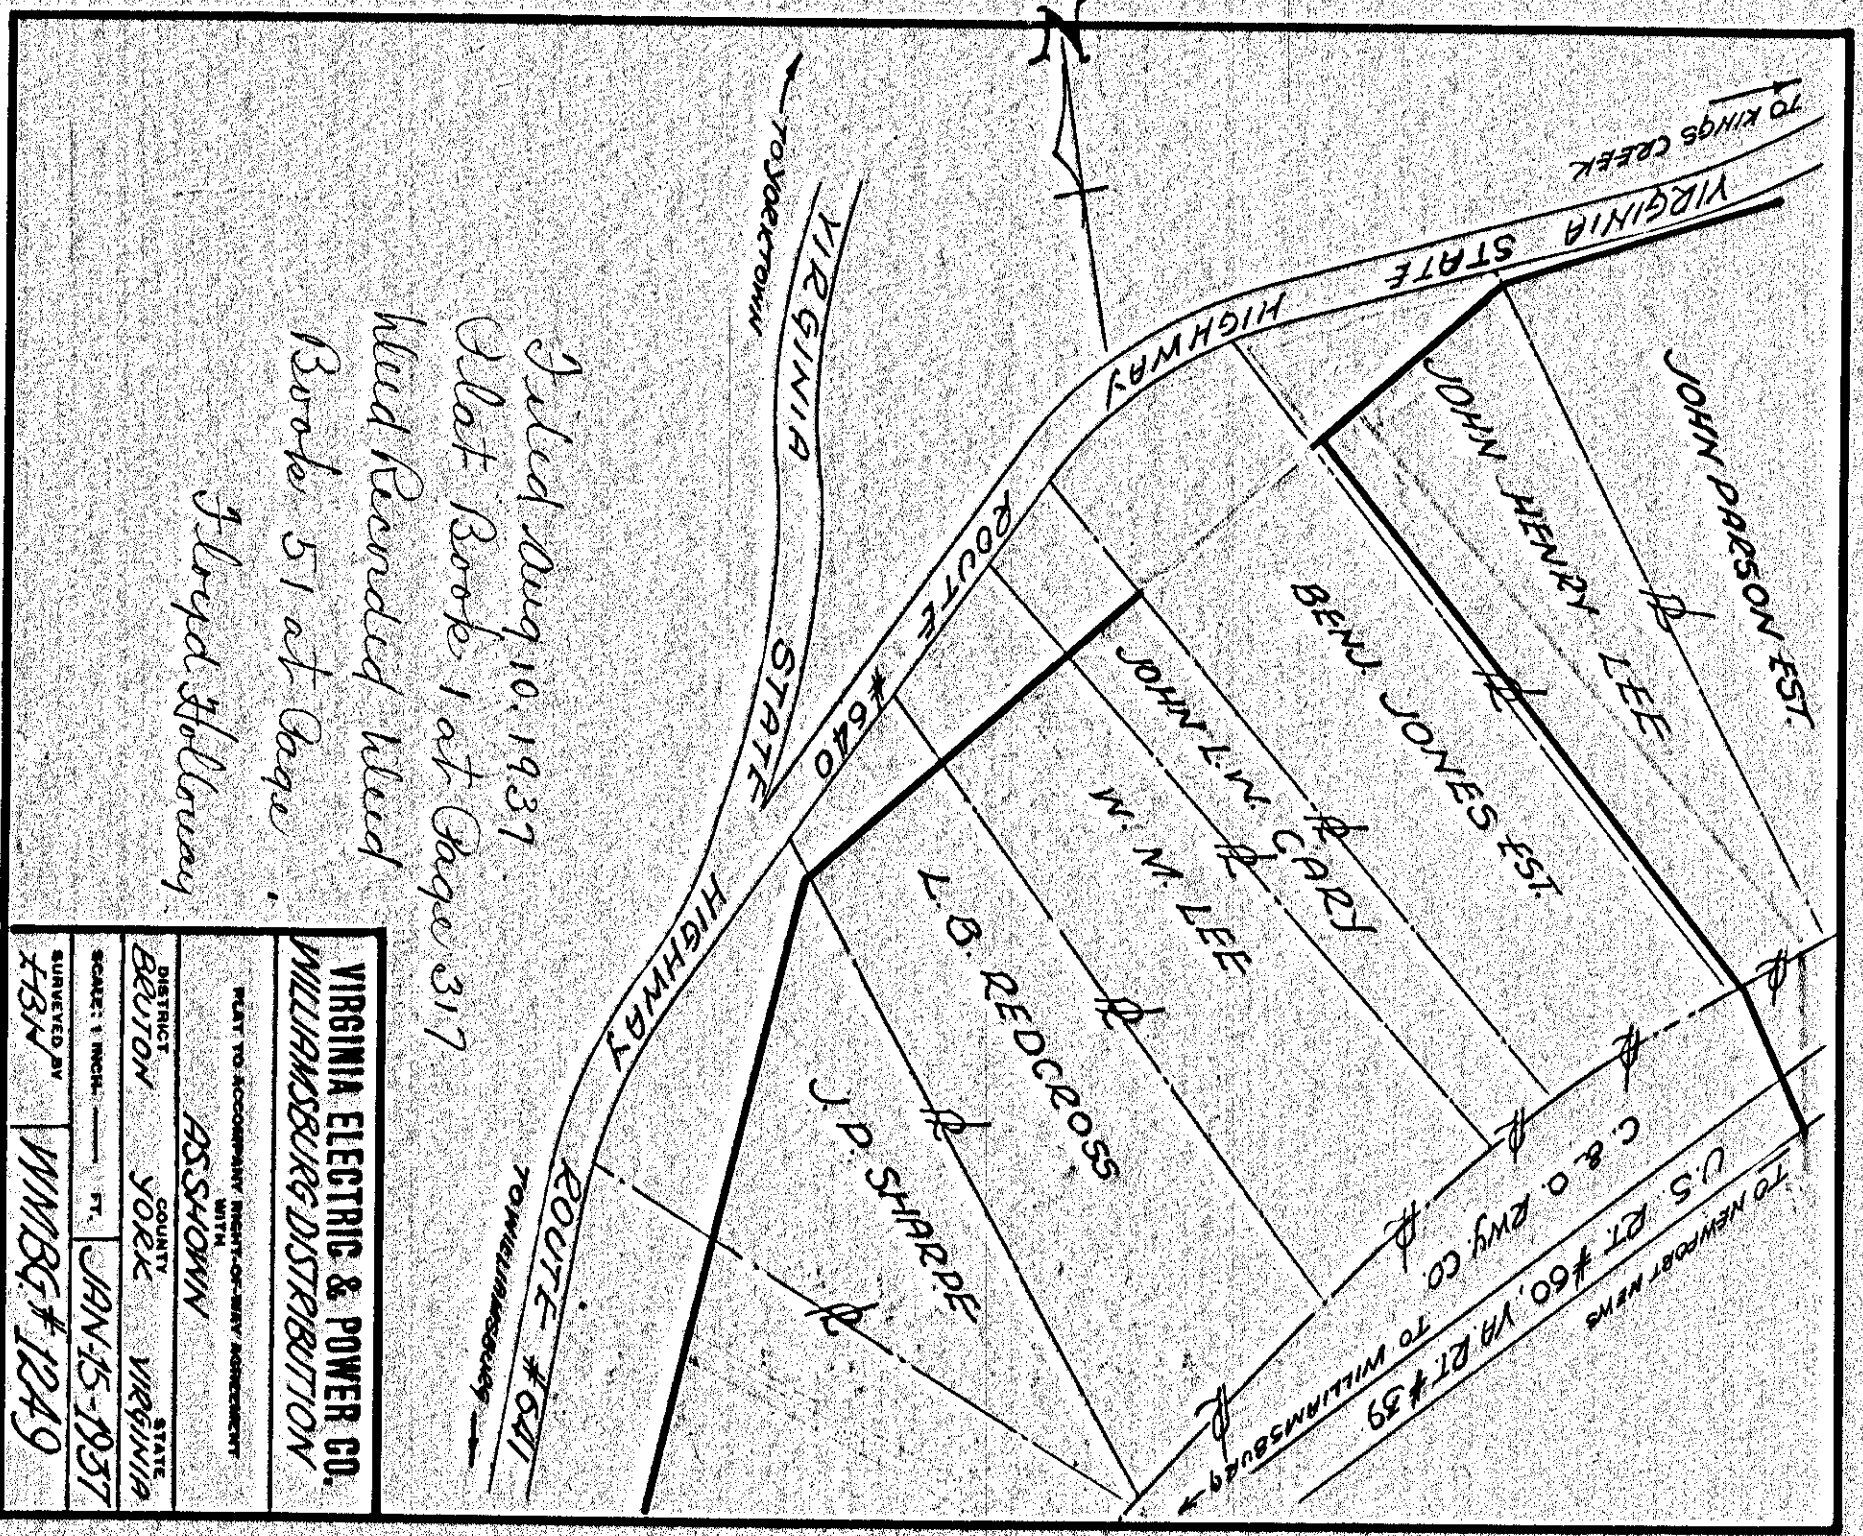 N
TO KINGS CREEK
VIRGINIA STATE HIGHWAY ROUTE #640
TO YORKTOWN
VIRGINIA STATE HIGHWAY ROUTE #641
TO WILLIAMSBURG
JOHN PARSON EST.
JOHN HENRY LEE
BENJ. JONES EST.
JOHN L.W. CARY
W. M. LEE
L. B. REDCROSS
J. P. SHARPE
C. & O. RWY. CO.
U.S. RT. #60, VA. RT. #39
TO NEWPORT NEWS
TO WILLIAMSBURG
Filed Aug 10, 1937
Plat Book 1 at Page 317
Deed Recorded Deed
Book 51 at Page
Floyd Holloway
VIRGINIA ELECTRIC & POWER CO.
WILLIAMSBURG DISTRIBUTION
PLAT TO ACCOMPANY RIGHT-OF-WAY AGREEMENT
WITH
AS SHOWN
DISTRICT COUNTY STATE
BRUTON YORK VIRGINIA
SCALE: 1 INCH FT. JAN-15-1937
SURVEYED BY
WMBG. # 1249